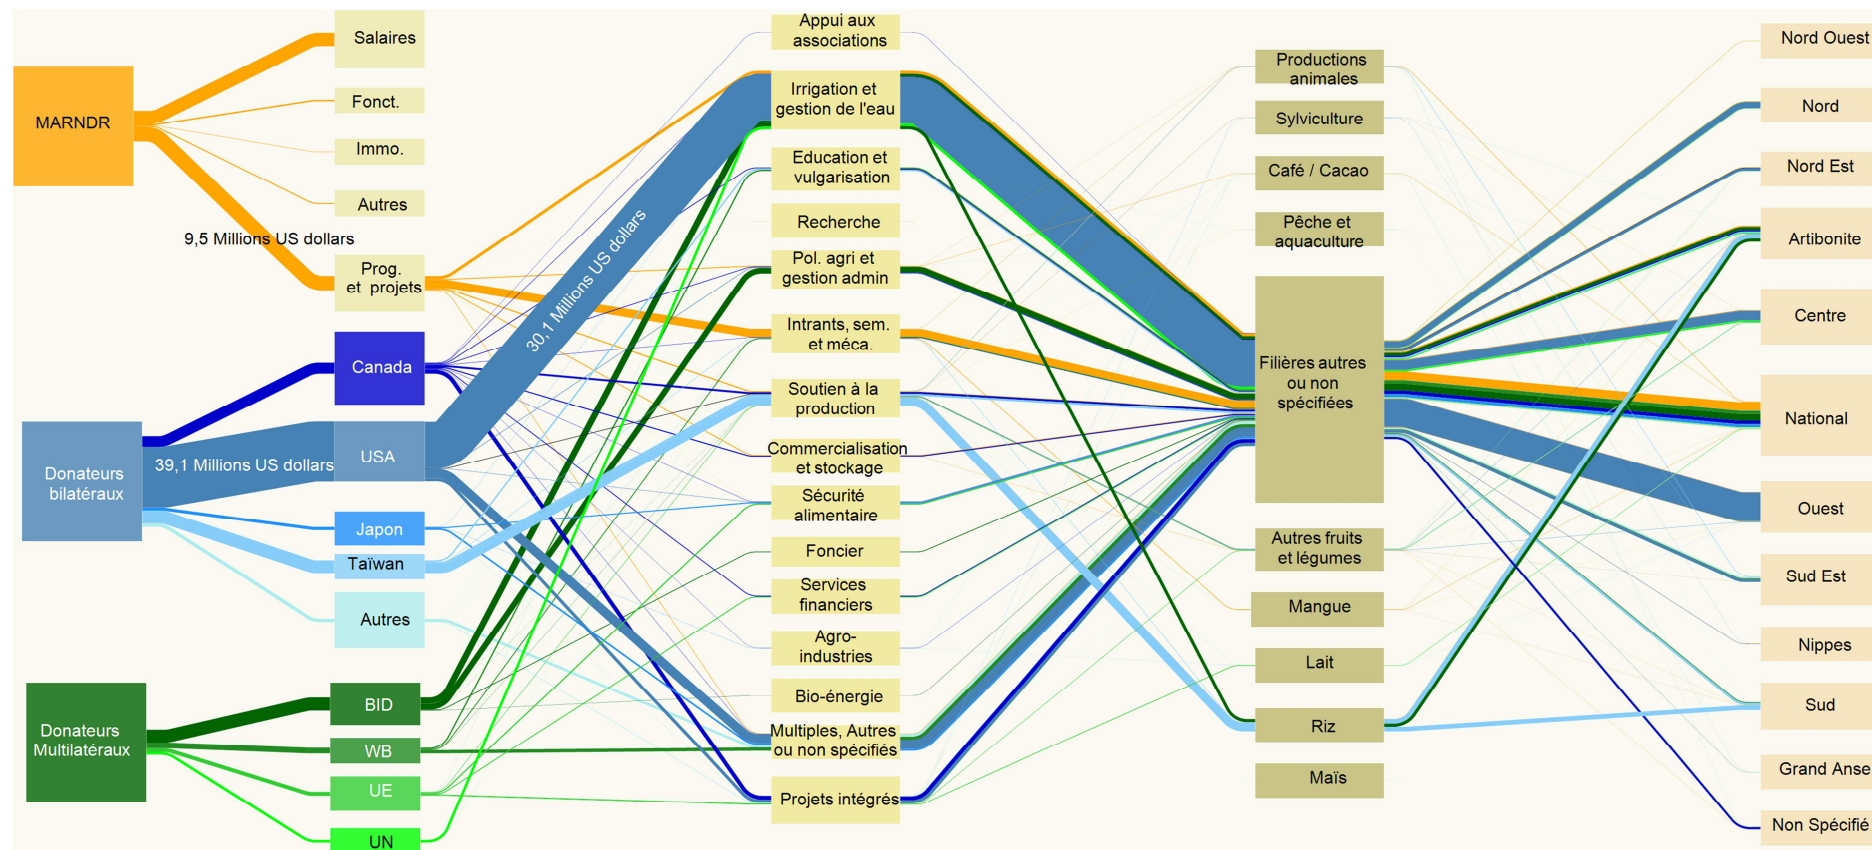 MARNDR
Donateurs
bilatéraux
Donateurs
Multilatéraux
9,5 Millions US dollars
39,1 Millions US dollars
Salaires
Fonct.
Immo.
Autres
Prog.
et projets
Canada
USA
Japon
Taïwan
Autres
BID
WB
UE
UN
30,1 Millions US dollars
Appui aux
associations
Irrigation et
gestion de l'eau
Education et
vulgarisation
Recherche
Pol. agri et
gestion admin
Intrants, sem.
et méca.
Soutien à la
production
Commercialisation
et stockage
Sécurité
alimentaire
Foncier
Services
financiers
Agro-
industries
Bio-énergie
Multiples, Autres
ou non spécifiés
Projets intégrés
Productions
animales
Sylviculture
Café / Cacao
Pêche et
aquaculture
Filières autres
ou non
spécifiées
Autres fruits
et légumes
Mangue
Lait
Riz
Maïs
Nord Ouest
Nord
Nord Est
Artibonite
Centre
National
Ouest
Sud Est
Nippes
Sud
Grand Anse
Non Spécifié